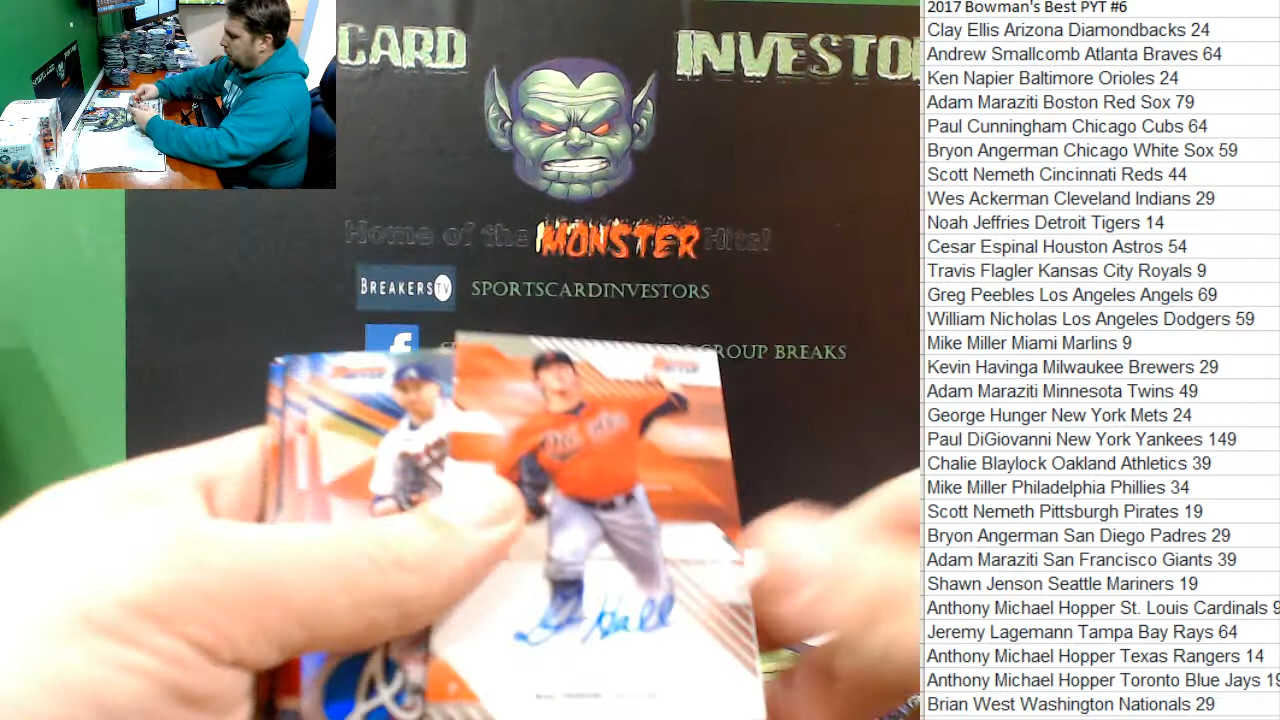 CARD INVESTO
Home of the MONSTER Hits!
BREAKERSTV SPORTSCARDINVESTORS
f GROUP BREAKS
Hall
A
2017 Bowman's Best PYT #6
Clay Ellis Arizona Diamondbacks 24
Andrew Smallcomb Atlanta Braves 64
Ken Napier Baltimore Orioles 24
Adam Maraziti Boston Red Sox 79
Paul Cunningham Chicago Cubs 64
Bryon Angerman Chicago White Sox 59
Scott Nemeth Cincinnati Reds 44
Wes Ackerman Cleveland Indians 29
Noah Jeffries Detroit Tigers 14
Cesar Espinal Houston Astros 54
Travis Flagler Kansas City Royals 9
Greg Peebles Los Angeles Angels 69
William Nicholas Los Angeles Dodgers 59
Mike Miller Miami Marlins 9
Kevin Havinga Milwaukee Brewers 29
Adam Maraziti Minnesota Twins 49
George Hunger New York Mets 24
Paul DiGiovanni New York Yankees 149
Chalie Blaylock Oakland Athletics 39
Mike Miller Philadelphia Phillies 34
Scott Nemeth Pittsburgh Pirates 19
Bryon Angerman San Diego Padres 29
Adam Maraziti San Francisco Giants 39
Shawn Jenson Seattle Mariners 19
Anthony Michael Hopper St. Louis Cardinals 9
Jeremy Lagemann Tampa Bay Rays 64
Anthony Michael Hopper Texas Rangers 14
Anthony Michael Hopper Toronto Blue Jays 19
Brian West Washington Nationals 29